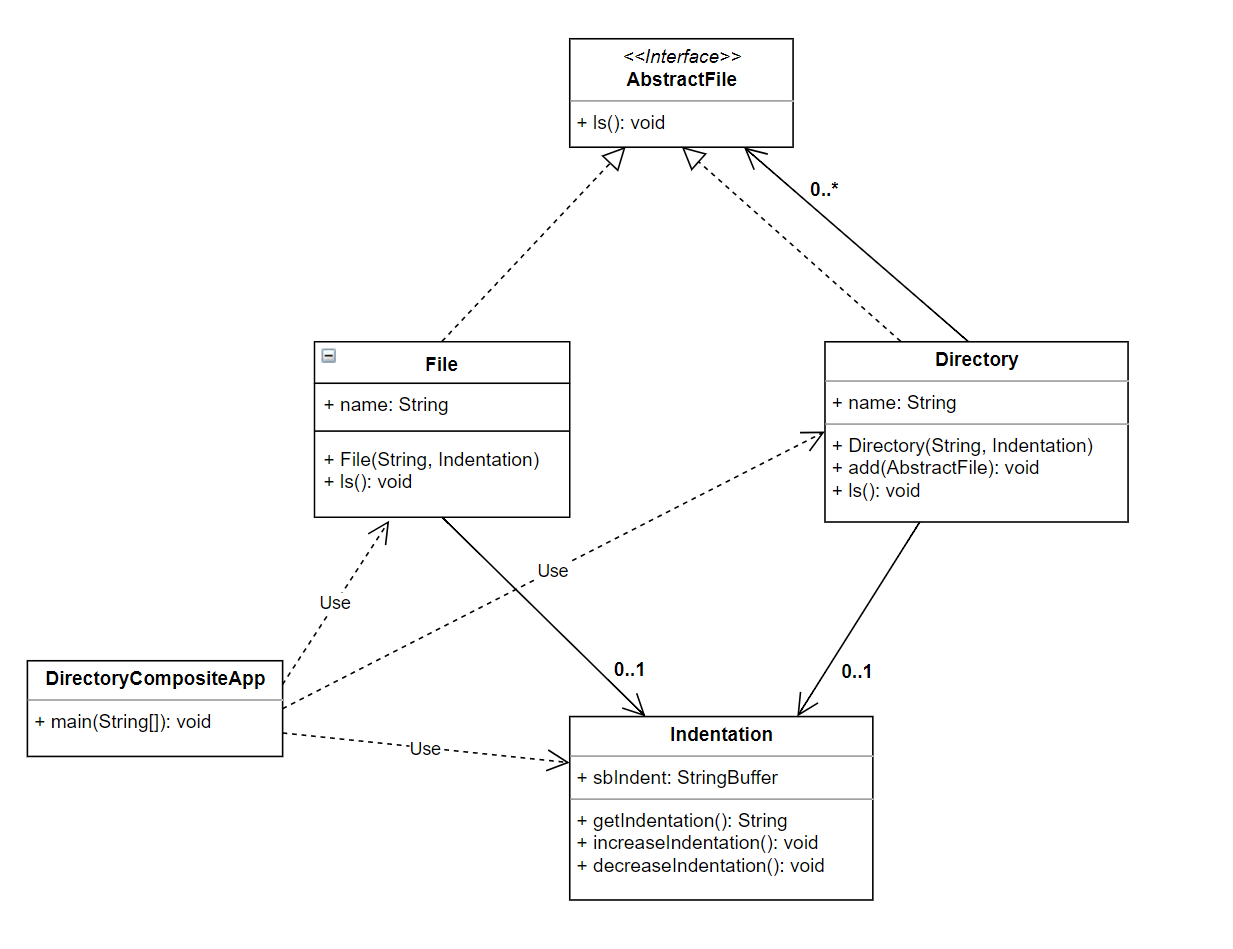 <<Interface>>
AbstractFile
+ ls(): void
0..*
File
+ name: String
+ File(String, Indentation)
+ ls(): void
Directory
+ name: String
+ Directory(String, Indentation)
+ add(AbstractFile): void
+ ls(): void
Use
Use
0..1
0..1
DirectoryCompositeApp
+ main(String[]): void
Use
Indentation
+ sbIndent: StringBuffer
+ getIndentation(): String
+ increaseIndentation(): void
+ decreaseIndentation(): void